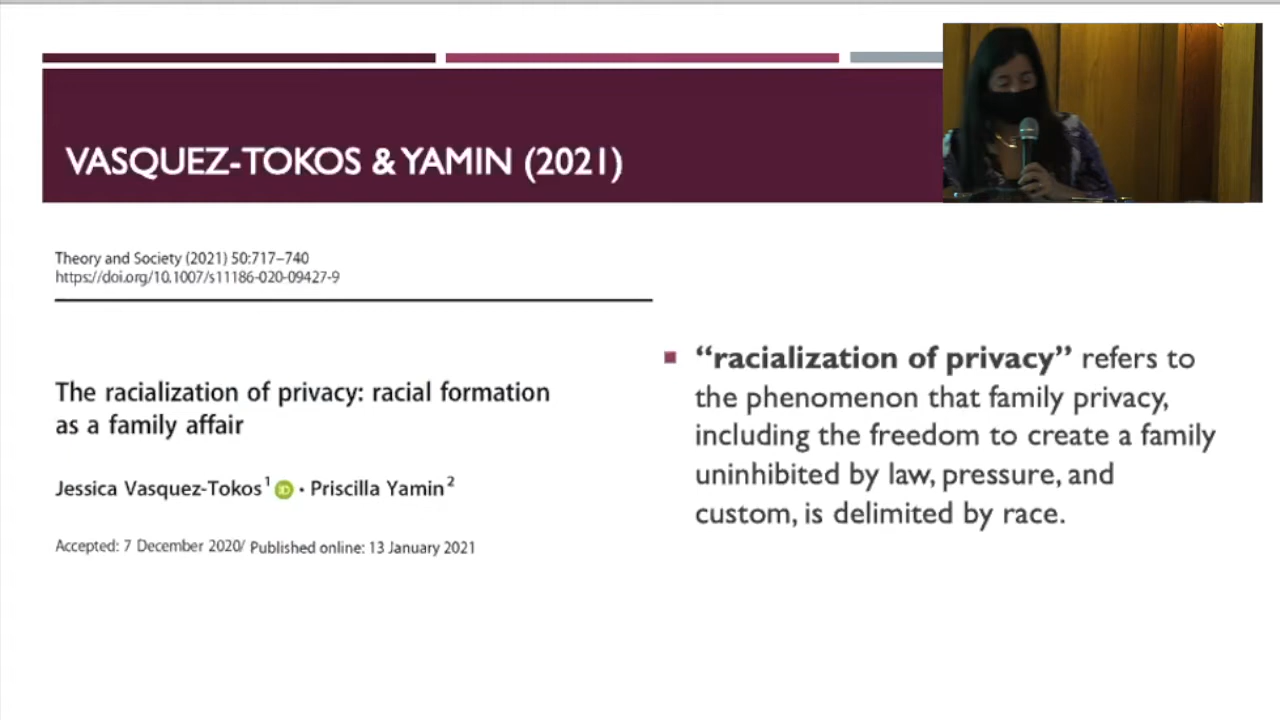 VASQUEZ-TOKOS & YAMIN (2021)
Theory and Society (2021) 50:717–740
https://doi.org/10.1007/s11186-020-09427-9
The racialization of privacy: racial formation
as a family affair
Jessica Vasquez-Tokos¹ iD · Priscilla Yamin²
Accepted: 7 December 2020/ Published online: 13 January 2021
“racialization of privacy” refers to
the phenomenon that family privacy,
including the freedom to create a family
uninhibited by law, pressure, and
custom, is delimited by race.